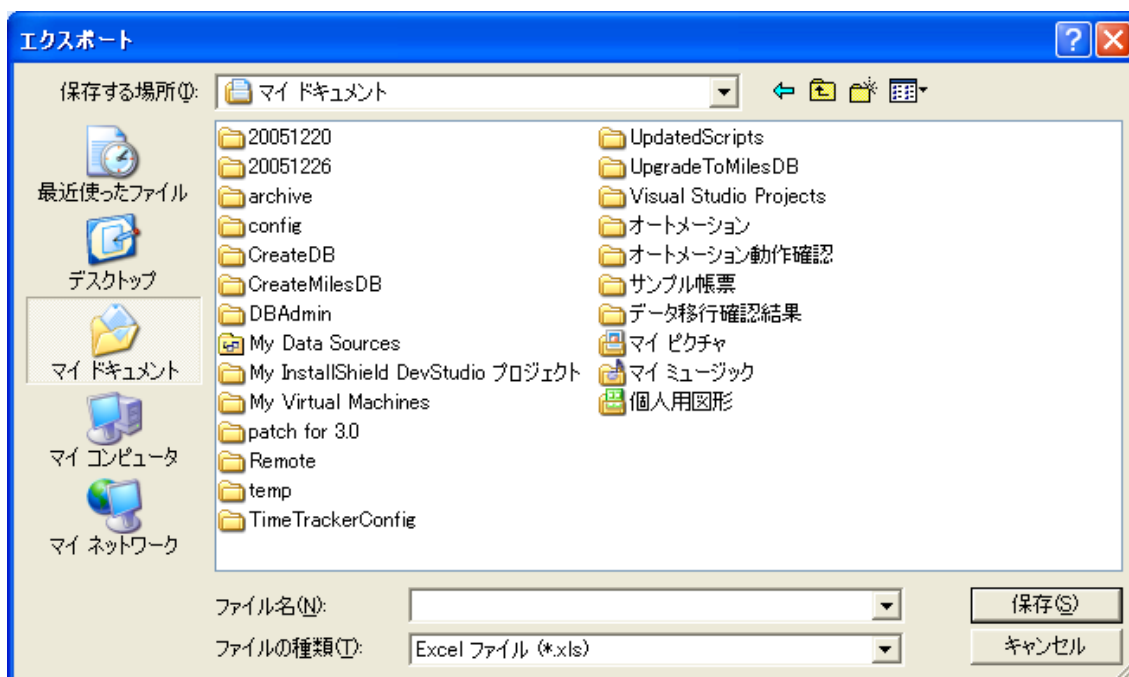 エクスポート
保存する場所(I):
マイ ドキュメント
最近使ったファイル
デスクトップ
マイ ドキュメント
マイ コンピュータ
マイ ネットワーク
20051220
20051226
archive
config
CreateDB
CreateMilesDB
DBAdmin
My Data Sources
My InstallShield DevStudio プロジェクト
My Virtual Machines
patch for 3.0
Remote
temp
TimeTrackerConfig
UpdatedScripts
UpgradeToMilesDB
Visual Studio Projects
オートメーション
オートメーション動作確認
サンプル帳票
データ移行確認結果
マイ ピクチャ
マイ ミュージック
個人用図形
ファイル名(N):
保存(S)
ファイルの種類(T):
Excel ファイル (*.xls)
キャンセル